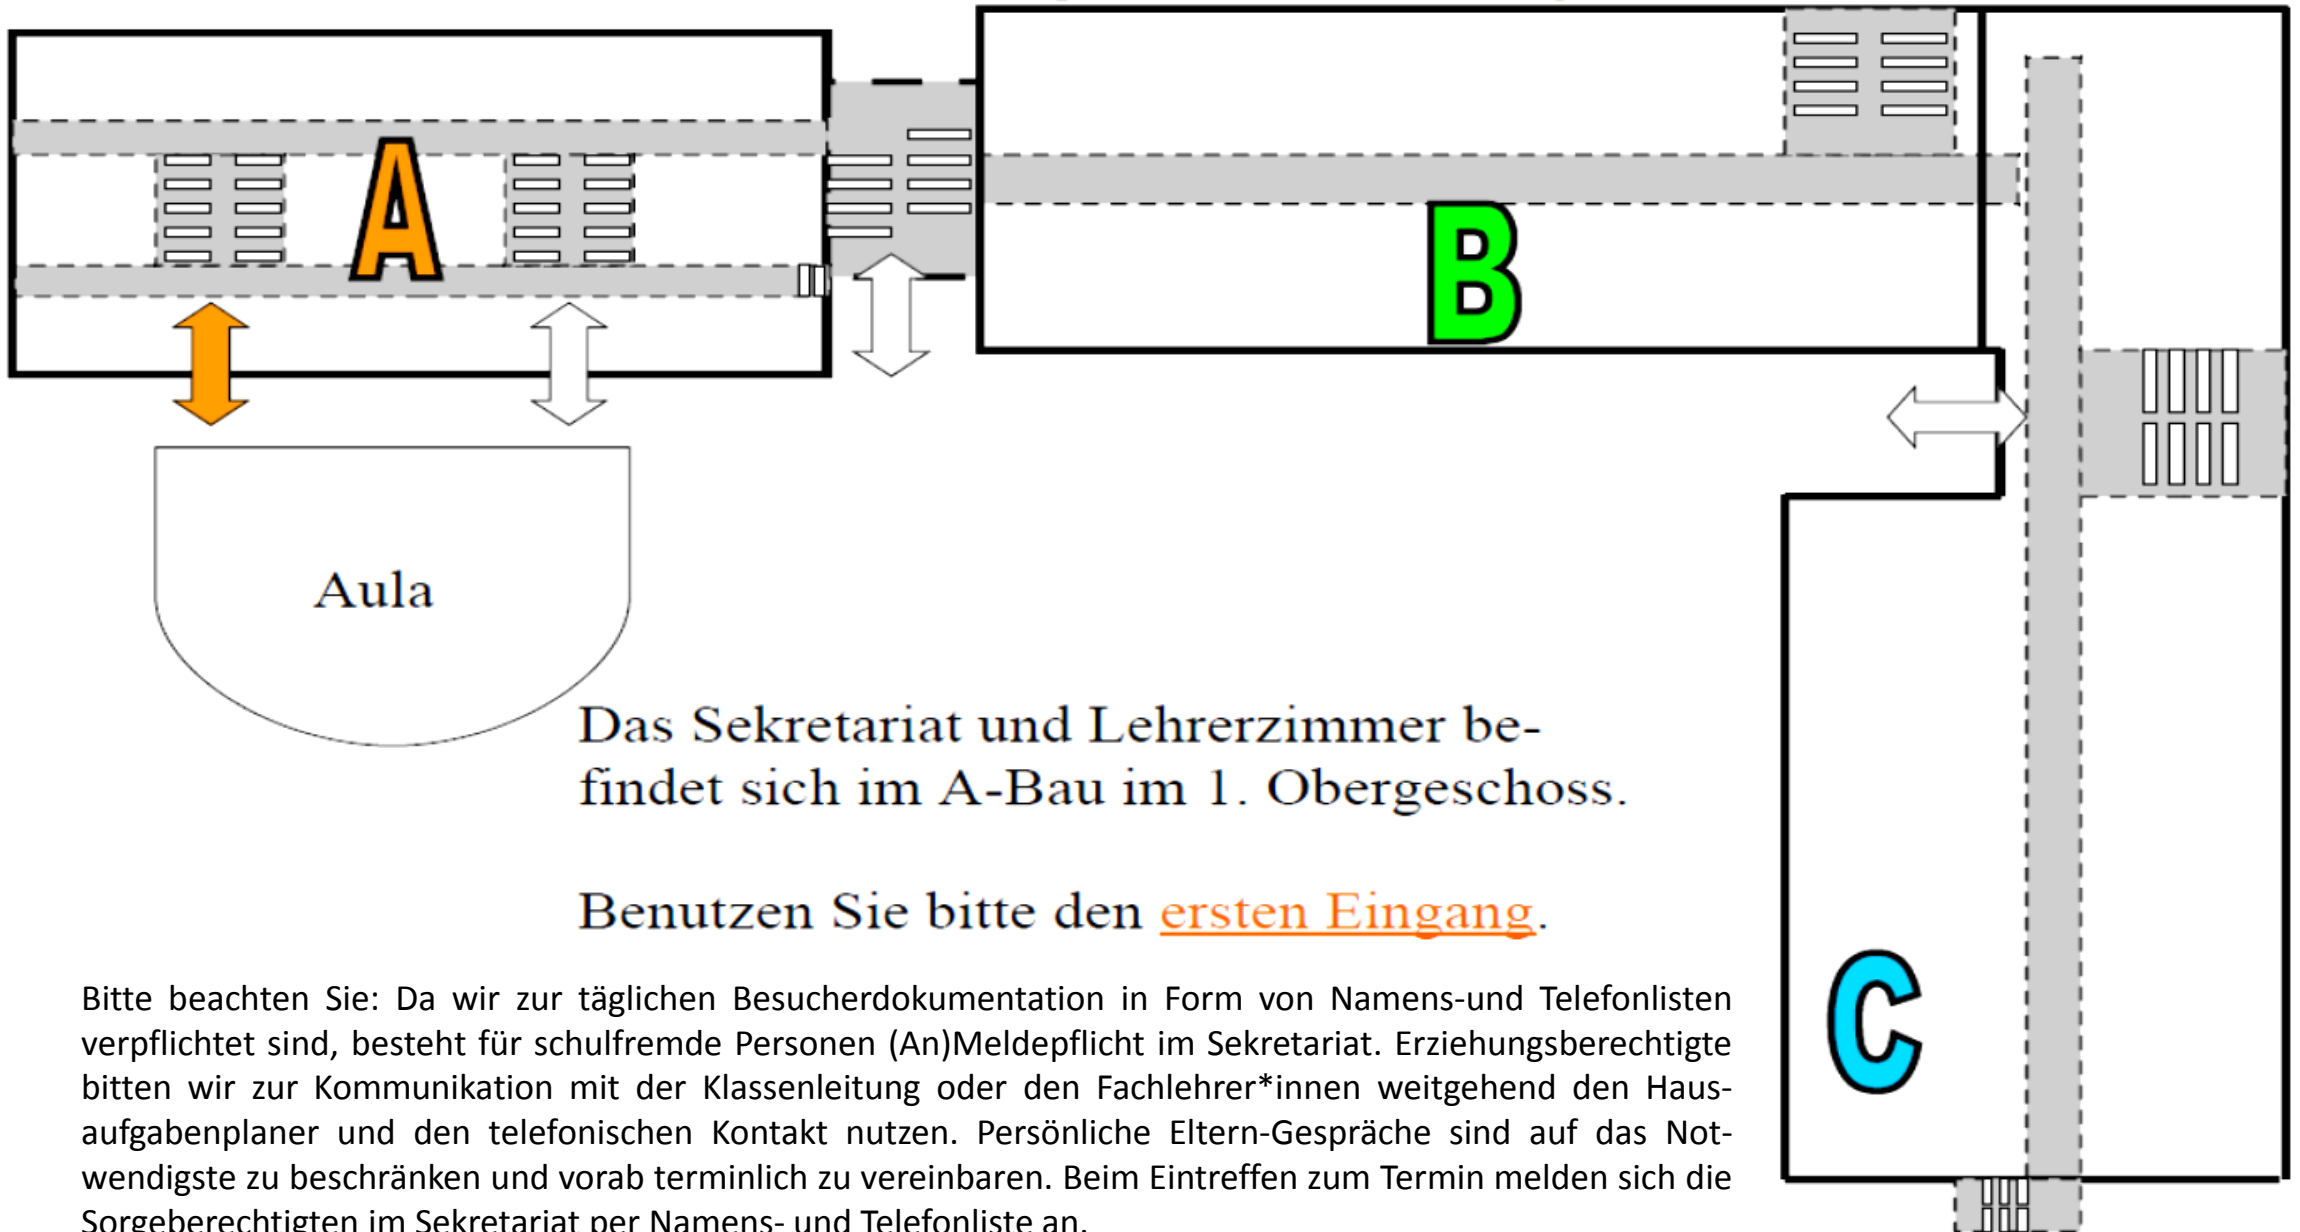 A
B
Aula
Das Sekretariat und Lehrerzimmer be-
findet sich im A-Bau im 1. Obergeschoss.
Benutzen Sie bitte den ersten Eingang.
C
Bitte beachten Sie: Da wir zur täglichen Besucherdokumentation in Form von Namens-und Telefonlisten
verpflichtet sind, besteht für schulfremde Personen (An)Meldepflicht im Sekretariat. Erziehungsberechtigte
bitten wir zur Kommunikation mit der Klassenleitung oder den Fachlehrer*innen weitgehend den Haus-
aufgabenplaner und den telefonischen Kontakt nutzen. Persönliche Eltern-Gespräche sind auf das Not-
wendigste zu beschränken und vorab terminlich zu vereinbaren. Beim Eintreffen zum Termin melden sich die
Sorgeberechtigten im Sekretariat per Namens- und Telefonliste an.